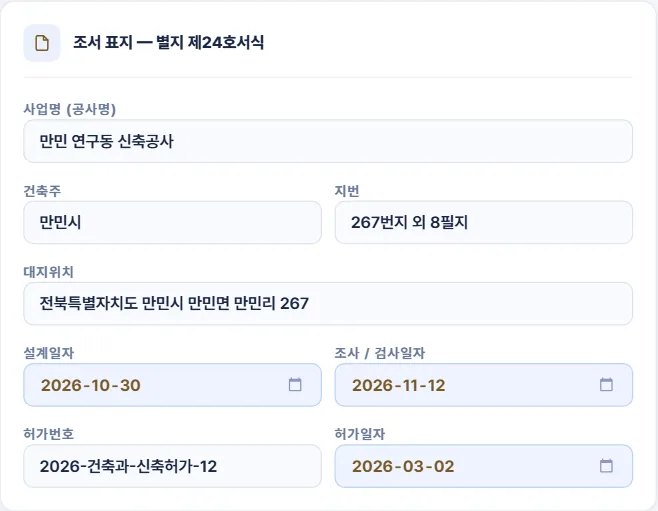 조서 표지 — 별지 제24호서식
사업명 (공사명)
만민 연구동 신축공사
건축주 지번
만민시 267번지 외 8필지
대지위치
전북특별자치도 만민시 만민면 만민리 267
설계일자 조사 / 검사일자
2026-10-30 2026-11-12
허가번호 허가일자
2026-건축과-신축허가-12 2026-03-02